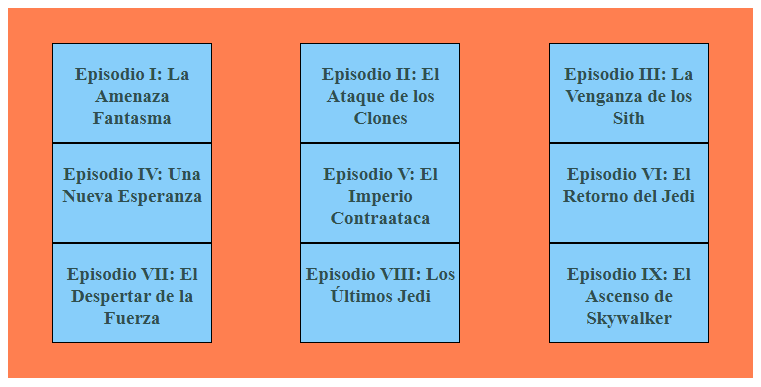 Episodio I: La
Amenaza
Fantasma
Episodio II: El
Ataque de los
Clones
Episodio III: La
Venganza de los
Sith
Episodio IV: Una
Nueva Esperanza
Episodio V: El
Imperio
Contraataca
Episodio VI: El
Retorno del Jedi
Episodio VII: El
Despertar de la
Fuerza
Episodio VIII: Los
Últimos Jedi
Episodio IX: El
Ascenso de
Skywalker